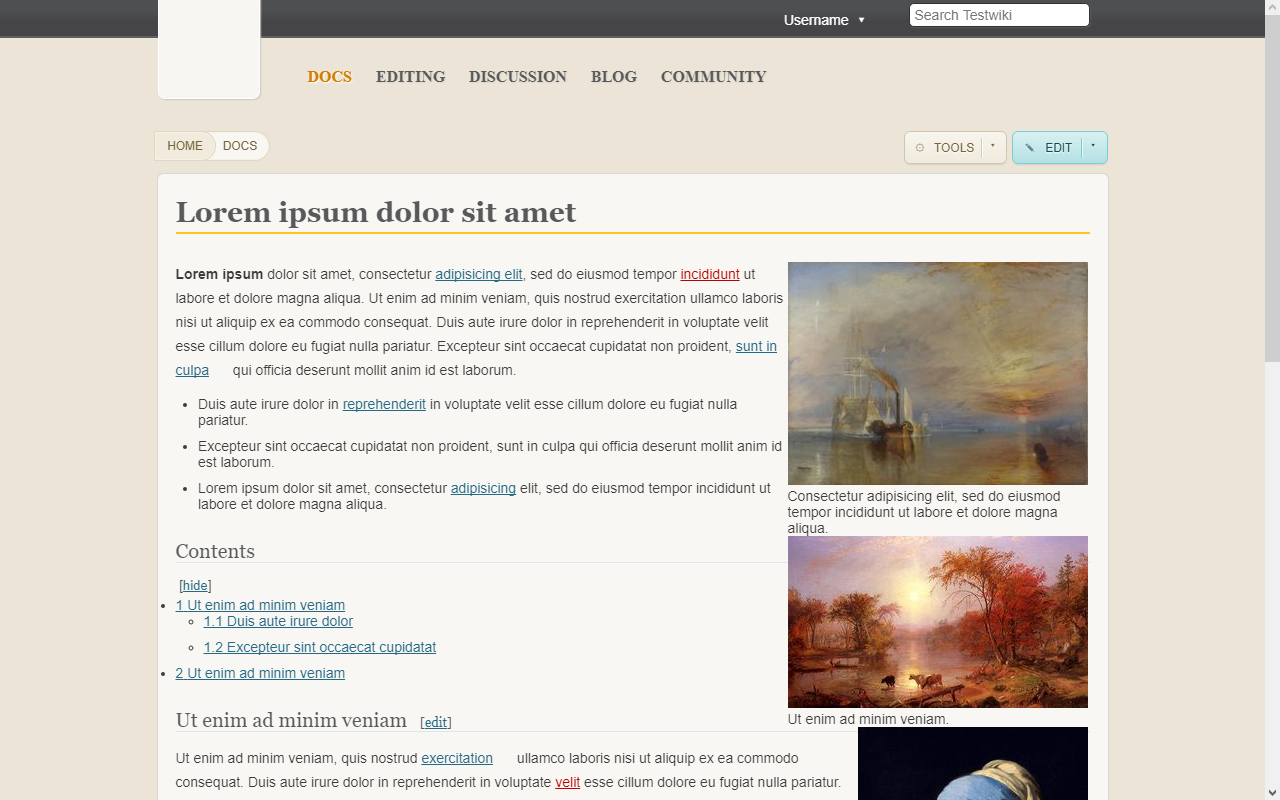 Username ▼
Search Testwiki
DOCS EDITING DISCUSSION BLOG COMMUNITY
HOME DOCS
TOOLS EDIT
Lorem ipsum dolor sit amet
Lorem ipsum dolor sit amet, consectetur adipisicing elit, sed do eiusmod tempor incididunt ut
labore et dolore magna aliqua. Ut enim ad minim veniam, quis nostrud exercitation ullamco laboris
nisi ut aliquip ex ea commodo consequat. Duis aute irure dolor in reprehenderit in voluptate velit
esse cillum dolore eu fugiat nulla pariatur. Excepteur sint occaecat cupidatat non proident, sunt in
culpa qui officia deserunt mollit anim id est laborum.
• Duis aute irure dolor in reprehenderit in voluptate velit esse cillum dolore eu fugiat nulla
pariatur.
• Excepteur sint occaecat cupidatat non proident, sunt in culpa qui officia deserunt mollit anim id
est laborum.
• Lorem ipsum dolor sit amet, consectetur adipisicing elit, sed do eiusmod tempor incididunt ut
labore et dolore magna aliqua.
Consectetur adipisicing elit, sed do eiusmod
tempor incididunt ut labore et dolore magna
aliqua.
Contents
[hide]
• 1 Ut enim ad minim veniam
◦ 1.1 Duis aute irure dolor
◦ 1.2 Excepteur sint occaecat cupidatat
• 2 Ut enim ad minim veniam
Ut enim ad minim veniam.
Ut enim ad minim veniam [edit]
Ut enim ad minim veniam, quis nostrud exercitation ullamco laboris nisi ut aliquip ex ea commodo
consequat. Duis aute irure dolor in reprehenderit in voluptate velit esse cillum dolore eu fugiat nulla pariatur.